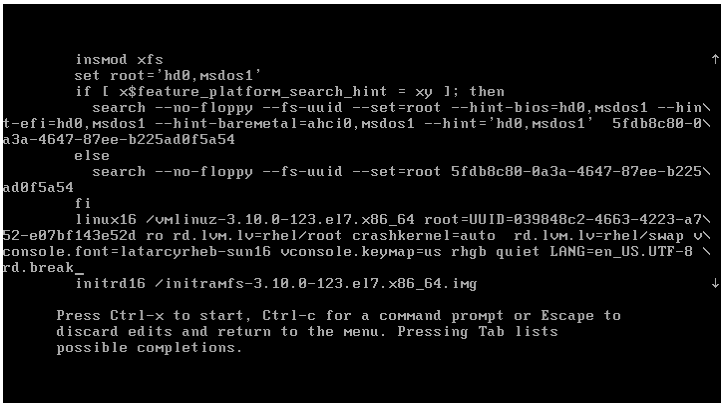 insmod xfs
set root='hd0,msdos1'
if [ x$feature_platform_search_hint = xy ]; then
search --no-floppy --fs-uuid --set=root --hint-bios=hd0,msdos1 --hin\
t-efi=hd0,msdos1 --hint-baremetal=ahci0,msdos1 --hint='hd0,msdos1'  5fdb8c80-0\
a3a-4647-87ee-b225ad0f5a54
else
search --no-floppy --fs-uuid --set=root 5fdb8c80-0a3a-4647-87ee-b225\
ad0f5a54
fi
linux16 /vmlinuz-3.10.0-123.el7.x86_64 root=UUID=039848c2-4663-4223-a7\
52-e07bf143e52d ro rd.lvm.lv=rhel/root crashkernel=auto  rd.lvm.lv=rhel/swap v\
console.font=latarcyrheb-sun16 vconsole.keymap=us rhgb quiet LANG=en_US.UTF-8 \
rd.break_
initrd16 /initramfs-3.10.0-123.el7.x86_64.img
Press Ctrl-x to start, Ctrl-c for a command prompt or Escape to
discard edits and return to the menu. Pressing Tab lists
possible completions.